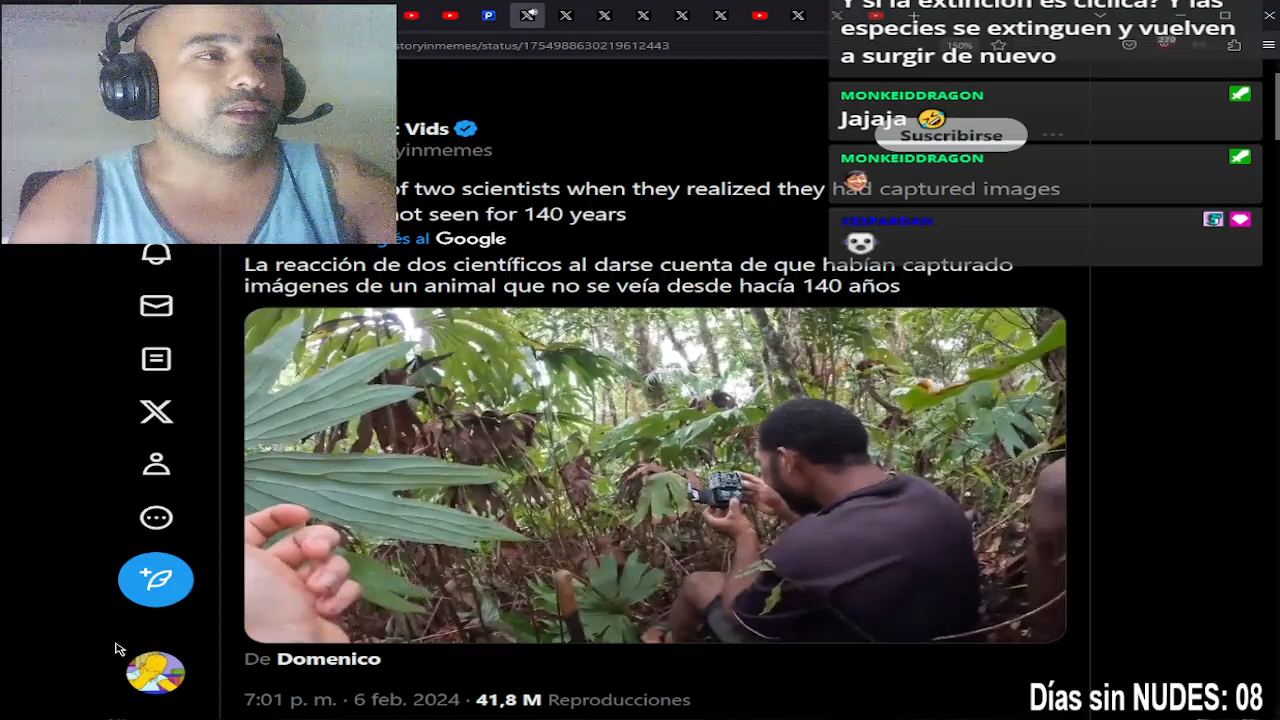 Y si la extinción es cíclica? Y las
especies se extinguen y vuelven
a surgir de nuevo
storyinmemes/status/1754988630219612443
150%
270
MONKEIDDRAGON
Jajaja 🤣
Suscribirse
MONKEIDDRAGON
Vids
yinmemes
of two scientists when they realized they had captured images
not seen for 140 years
Google
La reacción de dos científicos al darse cuenta de que habían capturado
imágenes de un animal que no se veía desde hacía 140 años
De Domenico
7:01 p. m. · 6 feb. 2024 · 41,8 M Reproducciones
Días sin NUDES: 08